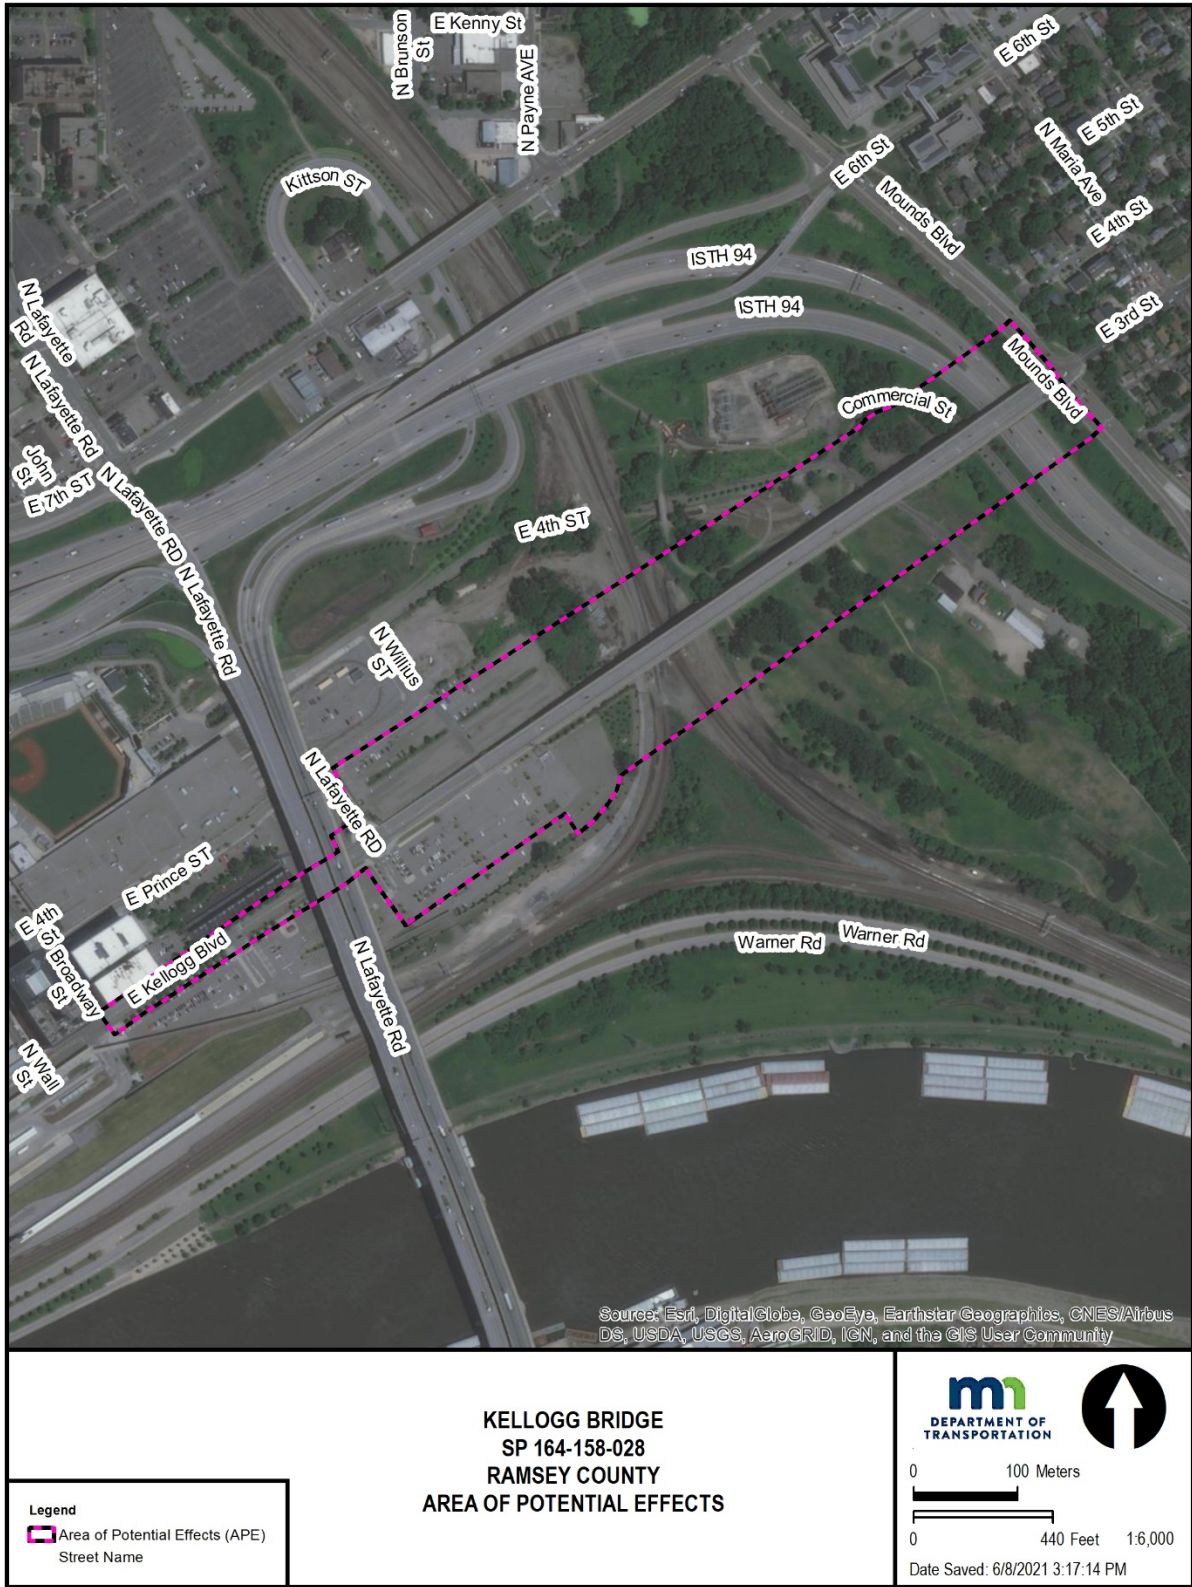 E Kenny St
N Brunson
St
N Payne AVE
E 6th St
E 5th St
N Maria Ave
E 6th St
E 4th St
Mounds Blvd
Kittson ST
ISTH 94
ISTH 94
E 3rd St
N Lafayette
Rd
Mounds Blvd
N Lafayette Rd
Commercial St
John
St
E 7th ST
N Lafayette RD
E 4th ST
N Lafayette Rd
N Willius
ST
N Lafayette RD
E Prince ST
E 4th
St
E Kellogg Blvd
Broadway
St
N Lafayette Rd
Warner Rd
Warner Rd
N Wall
St
Source: Esri, DigitalGlobe, GeoEye, Earthstar Geographics, CNES/Airbus
DS, USDA, USGS, AeroGRID, IGN, and the GIS User Community
KELLOGG BRIDGE
SP 164-158-028
RAMSEY COUNTY
AREA OF POTENTIAL EFFECTS
Legend
Area of Potential Effects (APE)
Street Name
mn
DEPARTMENT OF
TRANSPORTATION
0 100 Meters
0 440 Feet 1:6,000
Date Saved: 6/8/2021 3:17:14 PM